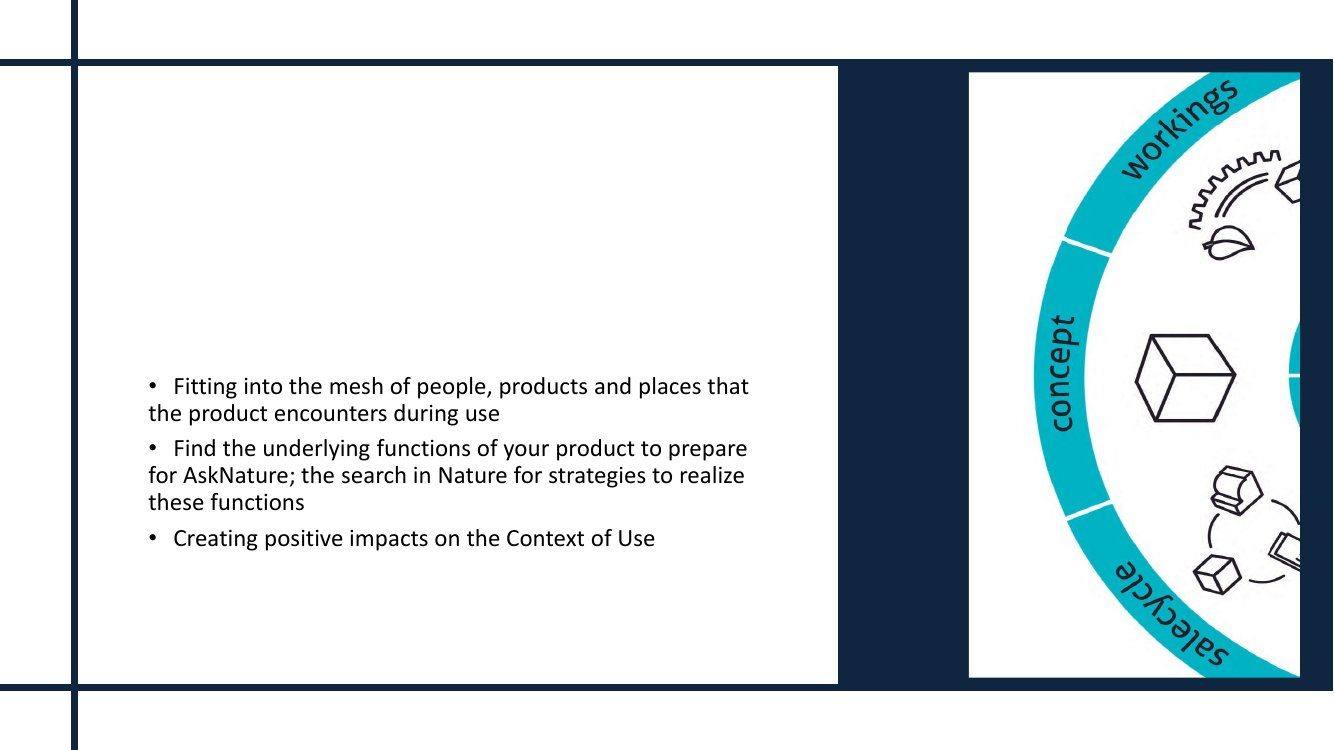 • Fitting into the mesh of people, products and places that
the product encounters during use
• Find the underlying functions of your product to prepare
for AskNature; the search in Nature for strategies to realize
these functions
• Creating positive impacts on the Context of Use
workings
concept
salecycle